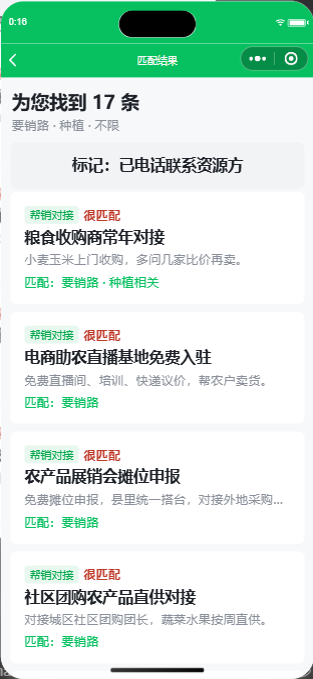 0:16
匹配结果
为您找到 17 条
要销路 · 种植 · 不限
标记：已电话联系资源方
帮销对接 很匹配
粮食收购商常年对接
小麦玉米上门收购，多问几家比价再卖。
匹配：要销路 · 种植相关
帮销对接 很匹配
电商助农直播基地免费入驻
免费直播间、培训、快递议价，帮农户卖货。
匹配：要销路
帮销对接 很匹配
农产品展销会摊位申报
免费摊位申报，县里统一搭台，对接外地采购...
匹配：要销路
帮销对接 很匹配
社区团购农产品直供对接
对接城区社区团购团长，蔬菜水果按周直供。
匹配：要销路